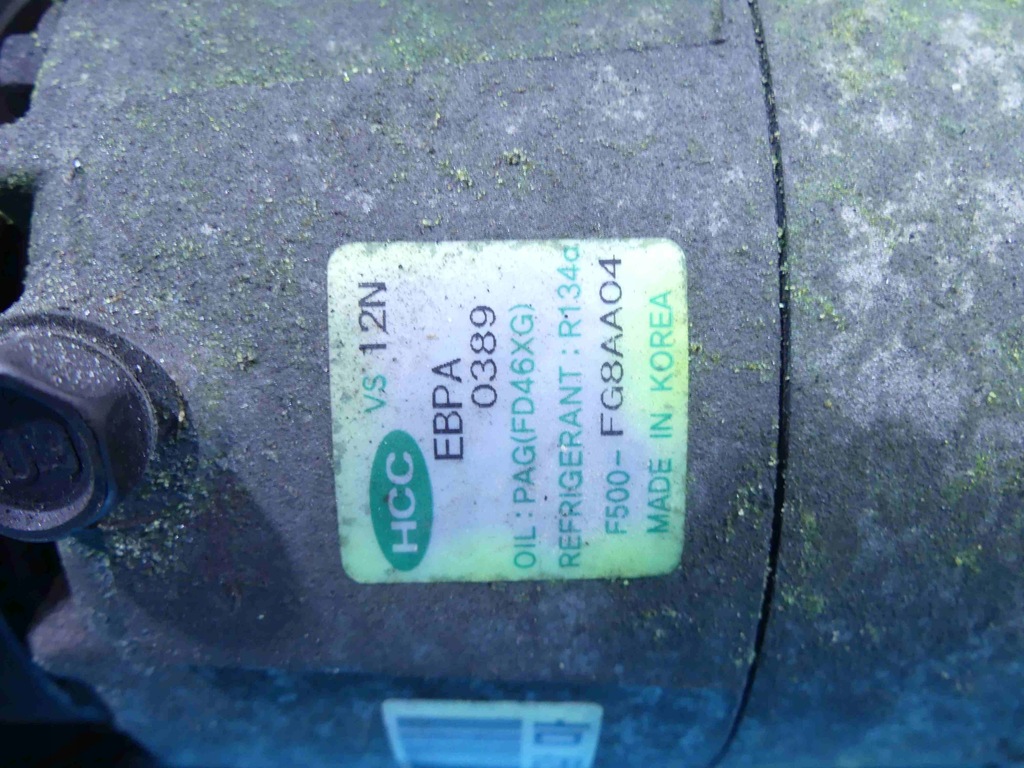 HCC VS 12N
EBPA
0389
OIL : PAG(FD46XG)
REFRIGERANT : R134a
F500- FG8AA04
MADE IN KOREA